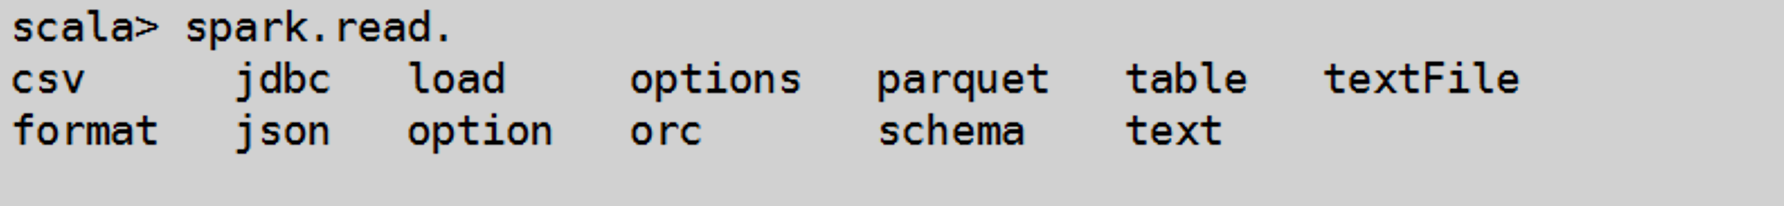 scala> spark.read.
csv      jdbc   load     options   parquet   table   textFile
format   json   option   orc       schema    text